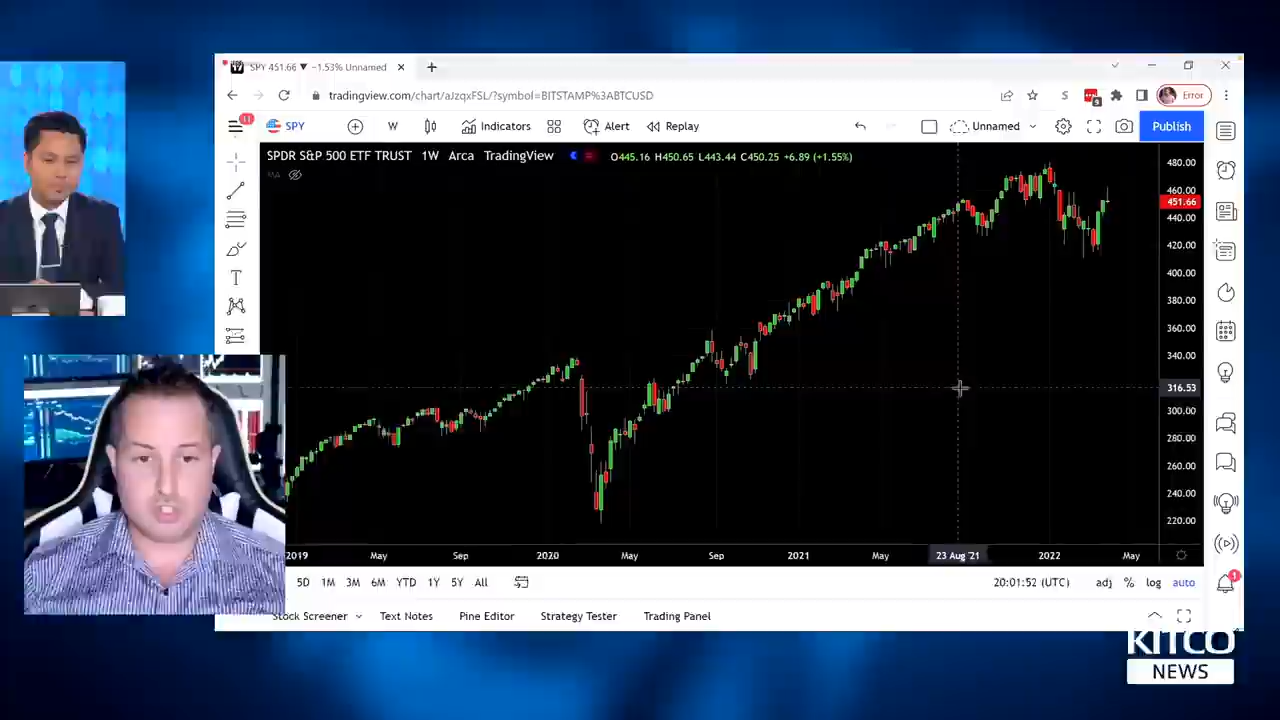 SPY 451.66 ▼ −1.53% Unnamed
tradingview.com/chart/aJzqxFSL/?symbol=BITSTAMP%3ABTCUSD
Error
11
SPY
W
Indicators
Alert
Replay
Unnamed
Publish
SPDR S&P 500 ETF TRUST 1W Arca TradingView
O445.16 H450.65 L443.44 C450.25 +6.89 (+1.55%)
MA
480.00
460.00
451.66
440.00
420.00
400.00
380.00
360.00
340.00
316.53
300.00
280.00
260.00
240.00
220.00
2019 May Sep 2020 May Sep 2021 May 23 Aug '21 2022 May
5D 1M 3M 6M YTD 1Y 5Y All
20:01:52 (UTC)
adj % log auto
1
Stock Screener Text Notes Pine Editor Strategy Tester Trading Panel
KITCO
NEWS